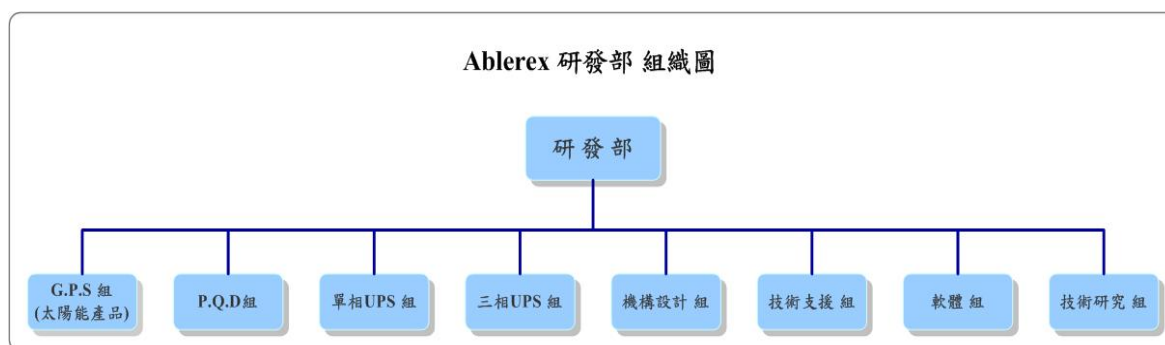 Ablerex 研發部 組織圖
研 發 部
G.P.S 組
(太陽能產品)
P.Q.D組
單相UPS 組
三相UPS 組
機構設計 組
技術支援 組
軟體 組
技術研究 組